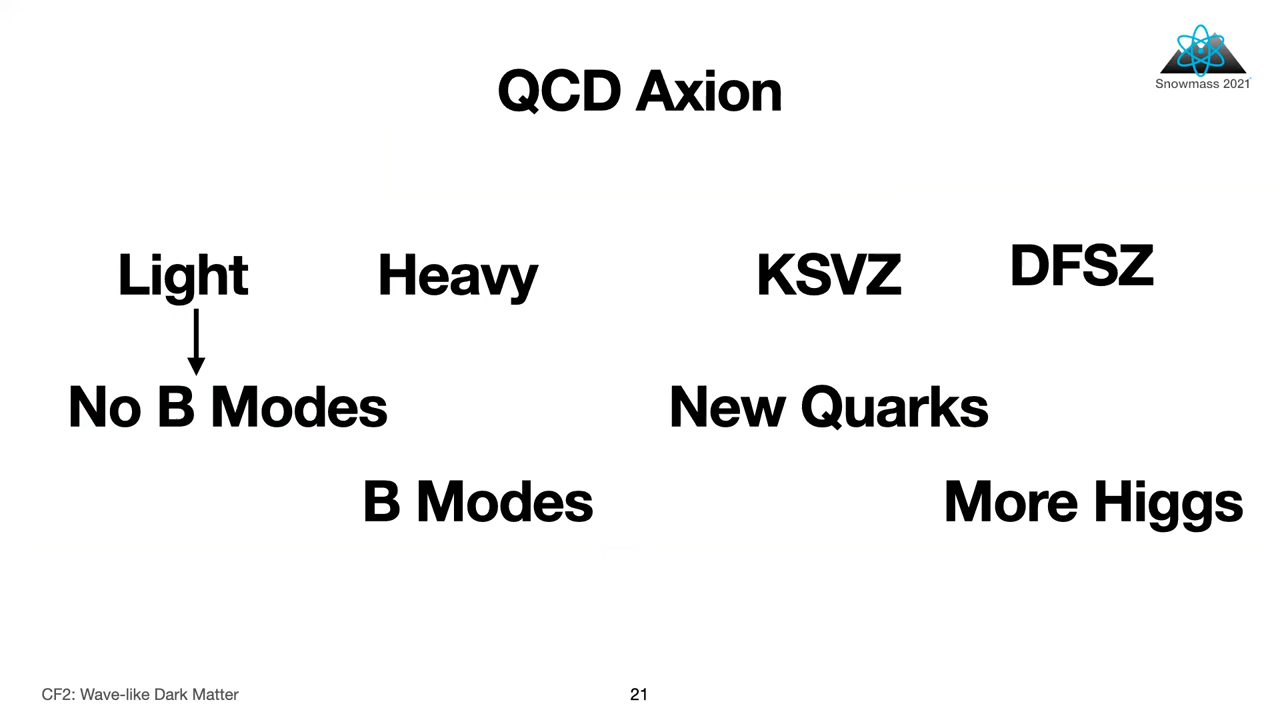 Snowmass 2021
QCD Axion
Light Heavy KSVZ DFSZ
No B Modes New Quarks
B Modes More Higgs
CF2: Wave-like Dark Matter 21